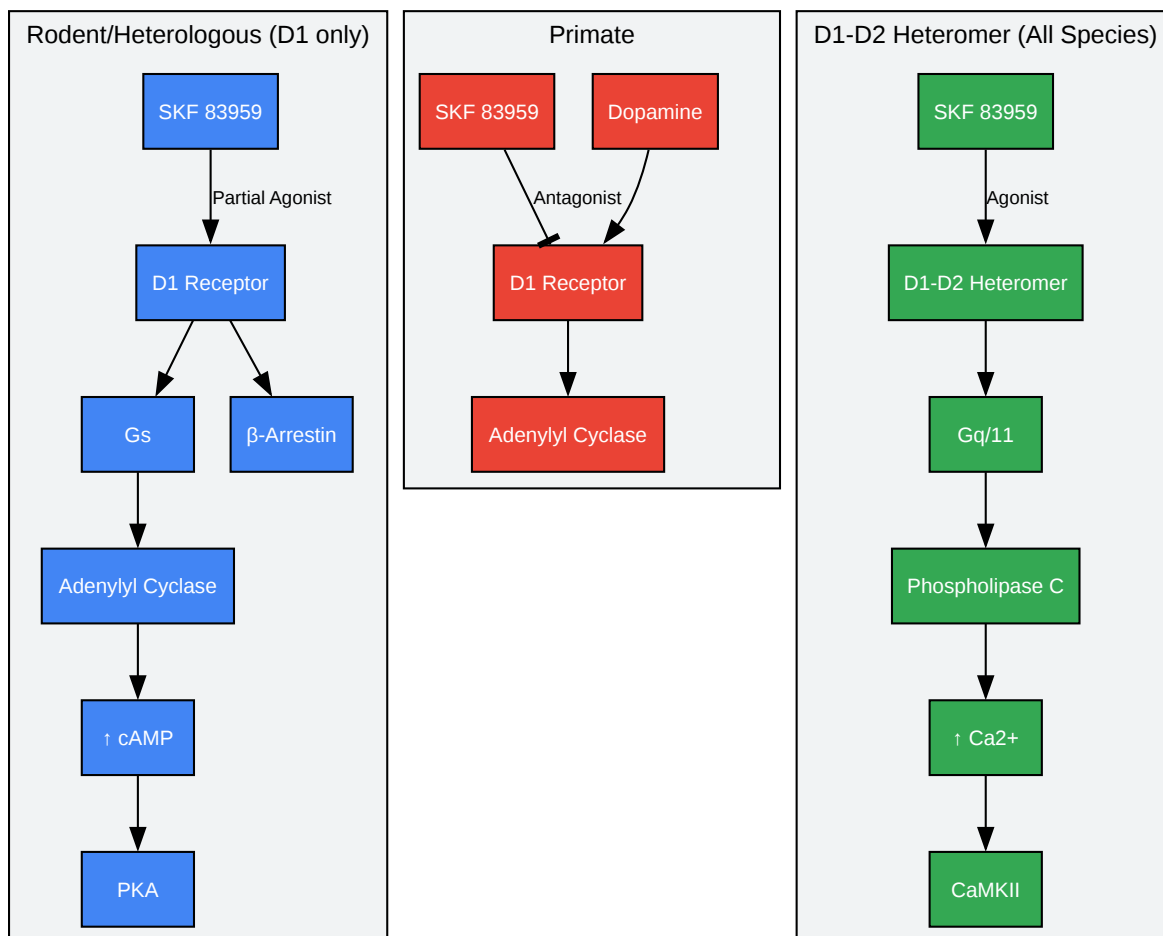 Rodent/Heterologous (D1 only)
SKF 83959
Partial Agonist
D1 Receptor
Gs
β-Arrestin
Adenylyl Cyclase
↑ cAMP
PKA
Primate
SKF 83959
Dopamine
Antagonist
D1 Receptor
Adenylyl Cyclase
D1-D2 Heteromer (All Species)
SKF 83959
Agonist
D1-D2 Heteromer
Gq/11
Phospholipase C
↑ Ca2+
CaMKII